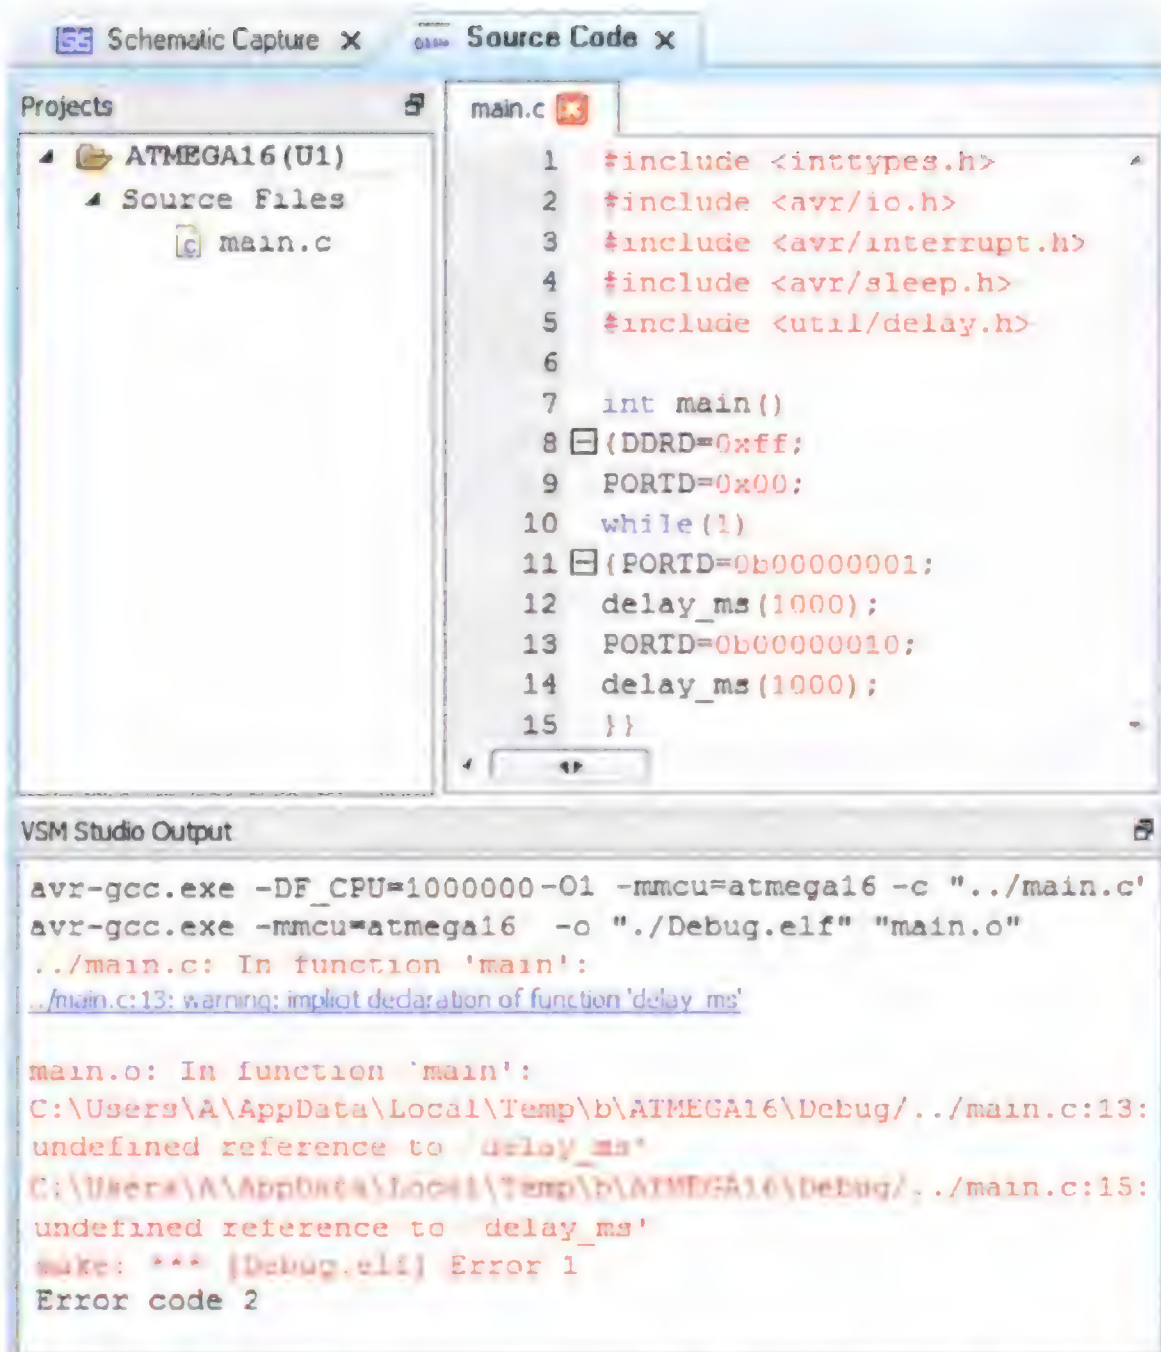 Schematic Capture x
Source Code x
Projects
main.c
ATMEGA16(U1)
Source Files
main.c
1 #include <inttypes.h>
2 #include <avr/io.h>
3 #include <avr/interrupt.h>
4 #include <avr/sleep.h>
5 #include <util/delay.h>
6
7 int main()
8 {DDRD=0xff;
9 PORTD=0x00;
10 while(1)
11 {PORTD=0b00000001;
12 delay_ms(1000);
13 PORTD=0b00000010;
14 delay_ms(1000);
15 }}
VSM Studio Output
avr-gcc.exe -DF_CPU=1000000-O1 -mmcu=atmega16 -c "../main.c'
avr-gcc.exe -mmcu=atmega16 -o "./Debug.elf" "main.o"
../main.c: In function 'main':
../main.c:13: warning: implicit declaration of function 'delay_ms'
main.o: In function `main':
C:\Users\A\AppData\Local\Temp\b\ATMEGA16\Debug/../main.c:13:
undefined reference to `delay_ms'
C:\Users\A\AppData\Local\Temp\b\ATMEGA16\Debug/../main.c:15:
undefined reference to `delay_ms'
make: *** [Debug.elf] Error 1
Error code 2